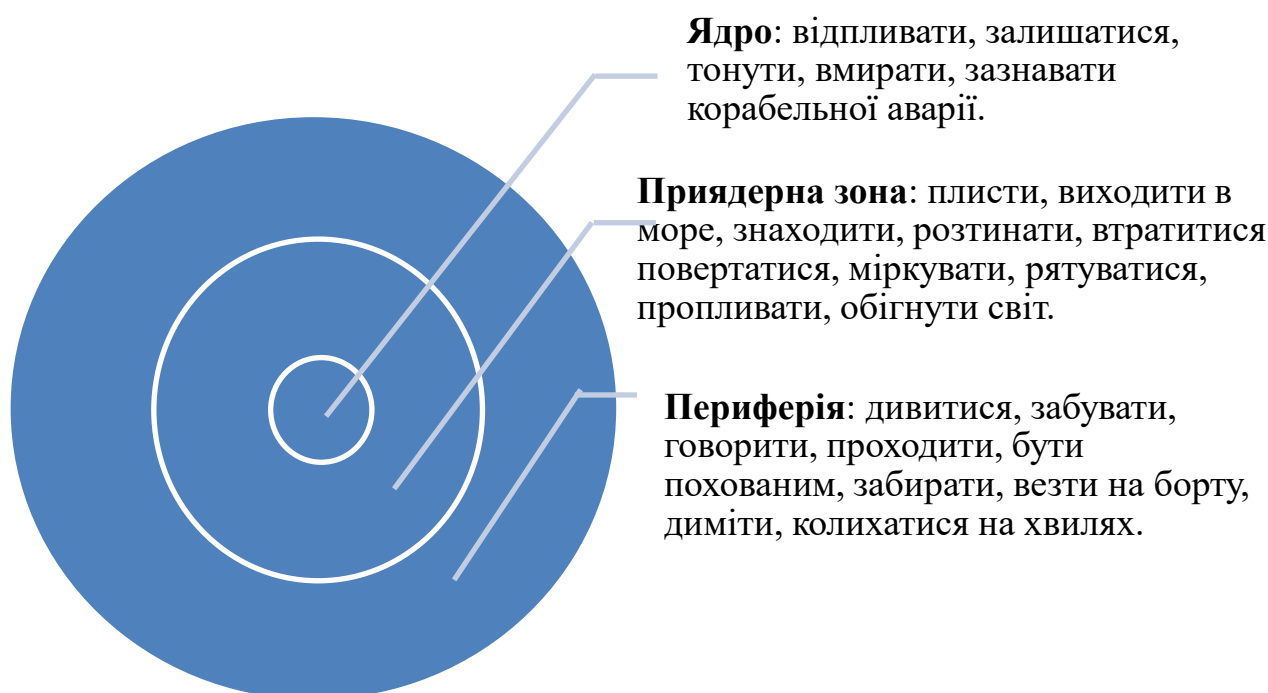 Ядро: відпливати, залишатися,
тонути, вмирати, зазнавати
корабельної аварії.
Приядерна зона: плисти, виходити в
море, знаходити, розтинати, втратитися
повертатися, міркувати, рятуватися,
пропливати, обігнути світ.
Периферія: дивитися, забувати,
говорити, проходити, бути
похованим, забирати, везти на борту,
диміти, колихатися на хвилях.